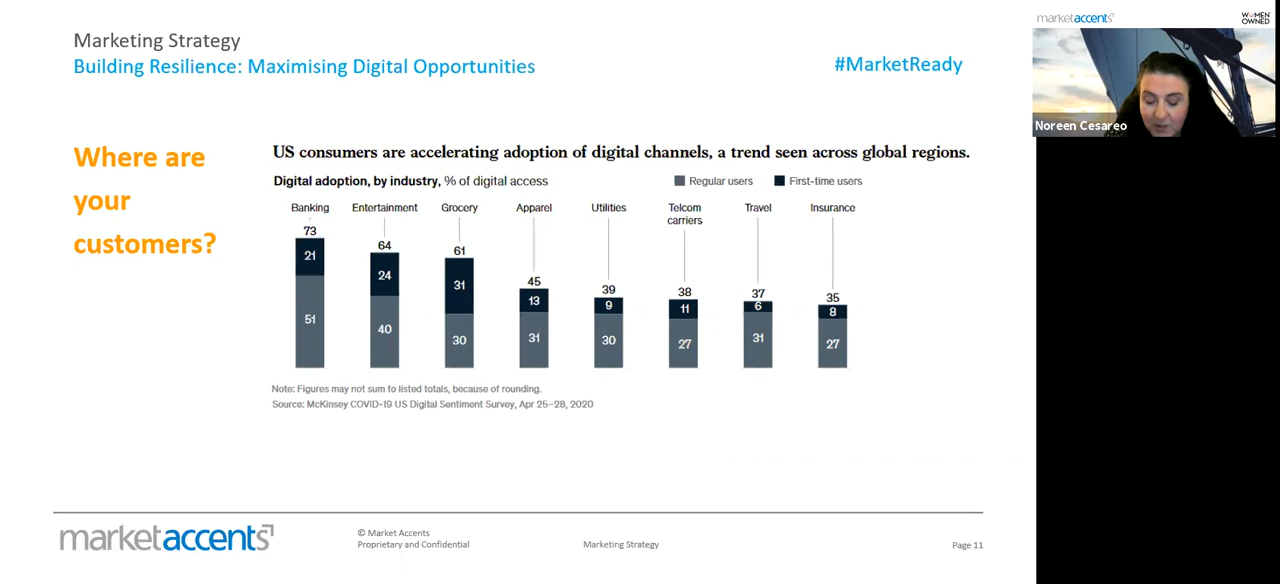 Marketing Strategy
Building Resilience: Maximising Digital Opportunities
#MarketReady
marketaccents
WOMEN
OWNED
Noreen Cesareo
Where are
your
customers?
US consumers are accelerating adoption of digital channels, a trend seen across global regions.
Digital adoption, by industry, % of digital access
Regular users
First-time users
Banking
Entertainment
Grocery
Apparel
Utilities
Telcom
carriers
Travel
Insurance
73
64
61
45
39
38
37
35
21
24
31
13
9
11
6
8
51
40
30
31
30
27
31
27
Note: Figures may not sum to listed totals, because of rounding.
Source: McKinsey COVID-19 US Digital Sentiment Survey, Apr 25–28, 2020
marketaccents
© Market Accents
Proprietary and Confidential
Marketing Strategy
Page 11